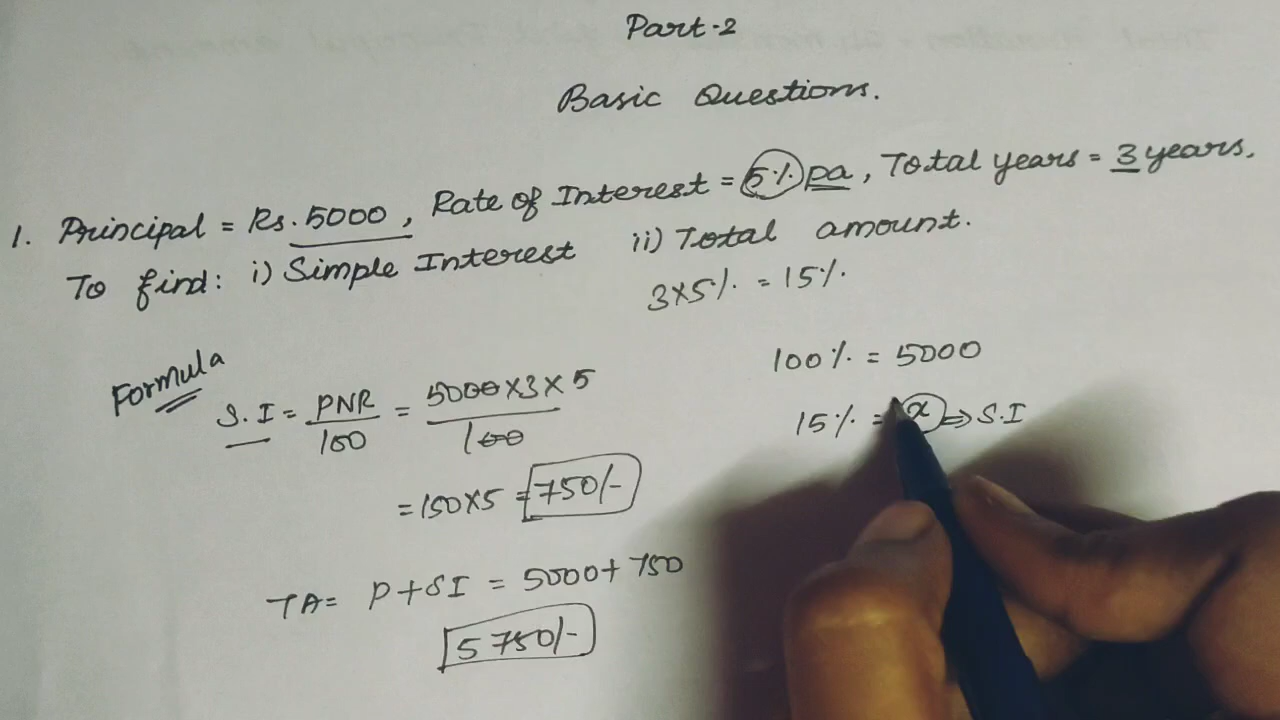 Part-2
Basic Questions.
1. Principal = Rs. 5000, Rate of Interest = 5% pa, Total years = 3 years.
To find: i) Simple Interest ii) Total amount.
3×5% = 15%
Formula
S.I = PNR/100 = 5000×3×5/100
= 150×5 = 750/-
TA = P+SI = 5000+750
5750/-
100% = 5000
15% = x ⇒ S.I